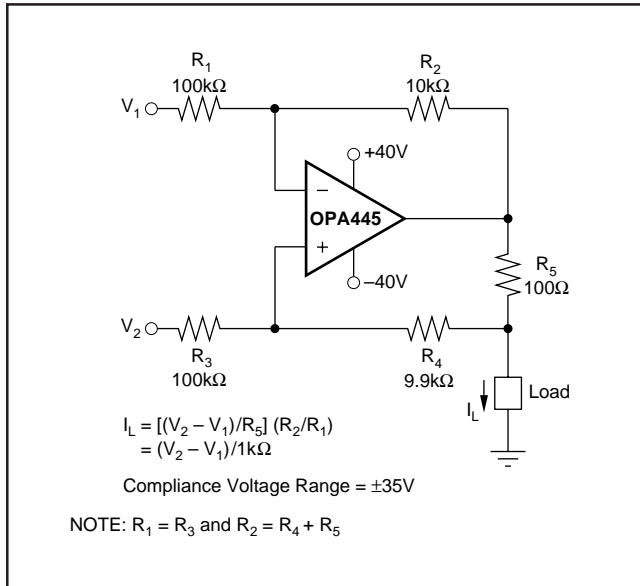 R1
100kΩ
R2
10kΩ
V1
+40V
–
OPA445
+
–40V
R5
100Ω
V2
R3
100kΩ
R4
9.9kΩ
IL
Load
IL = [(V2 – V1)/R5] (R2/R1)
= (V2 – V1)/1kΩ
Compliance Voltage Range = ±35V
NOTE: R1 = R3 and R2 = R4 + R5